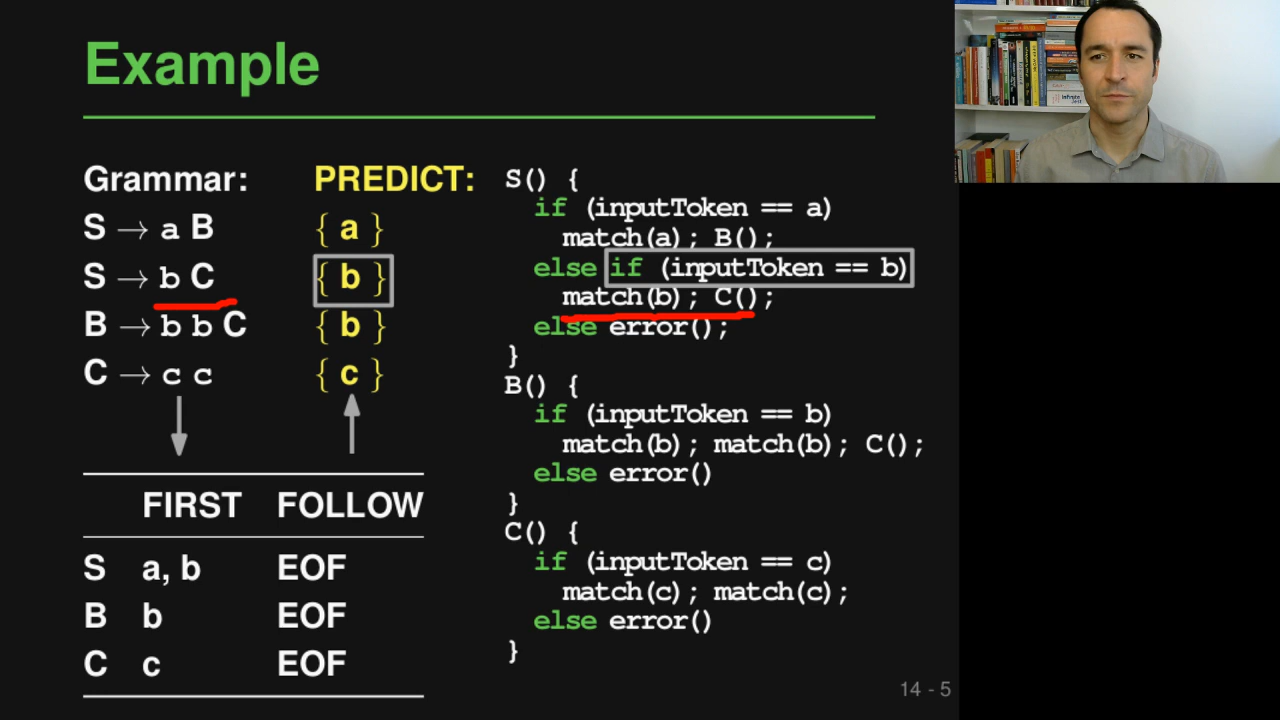 Example
Grammar:
S → a B
S → b C
B → b b C
C → c c
PREDICT:
{ a }
{ b }
{ b }
{ c }
FIRST FOLLOW
S a, b EOF
B b EOF
C c EOF
S() {
if (inputToken == a)
match(a); B();
else if (inputToken == b)
match(b); C();
else error();
}
B() {
if (inputToken == b)
match(b); match(b); C();
else error()
}
C() {
if (inputToken == c)
match(c); match(c);
else error()
}
14 - 5